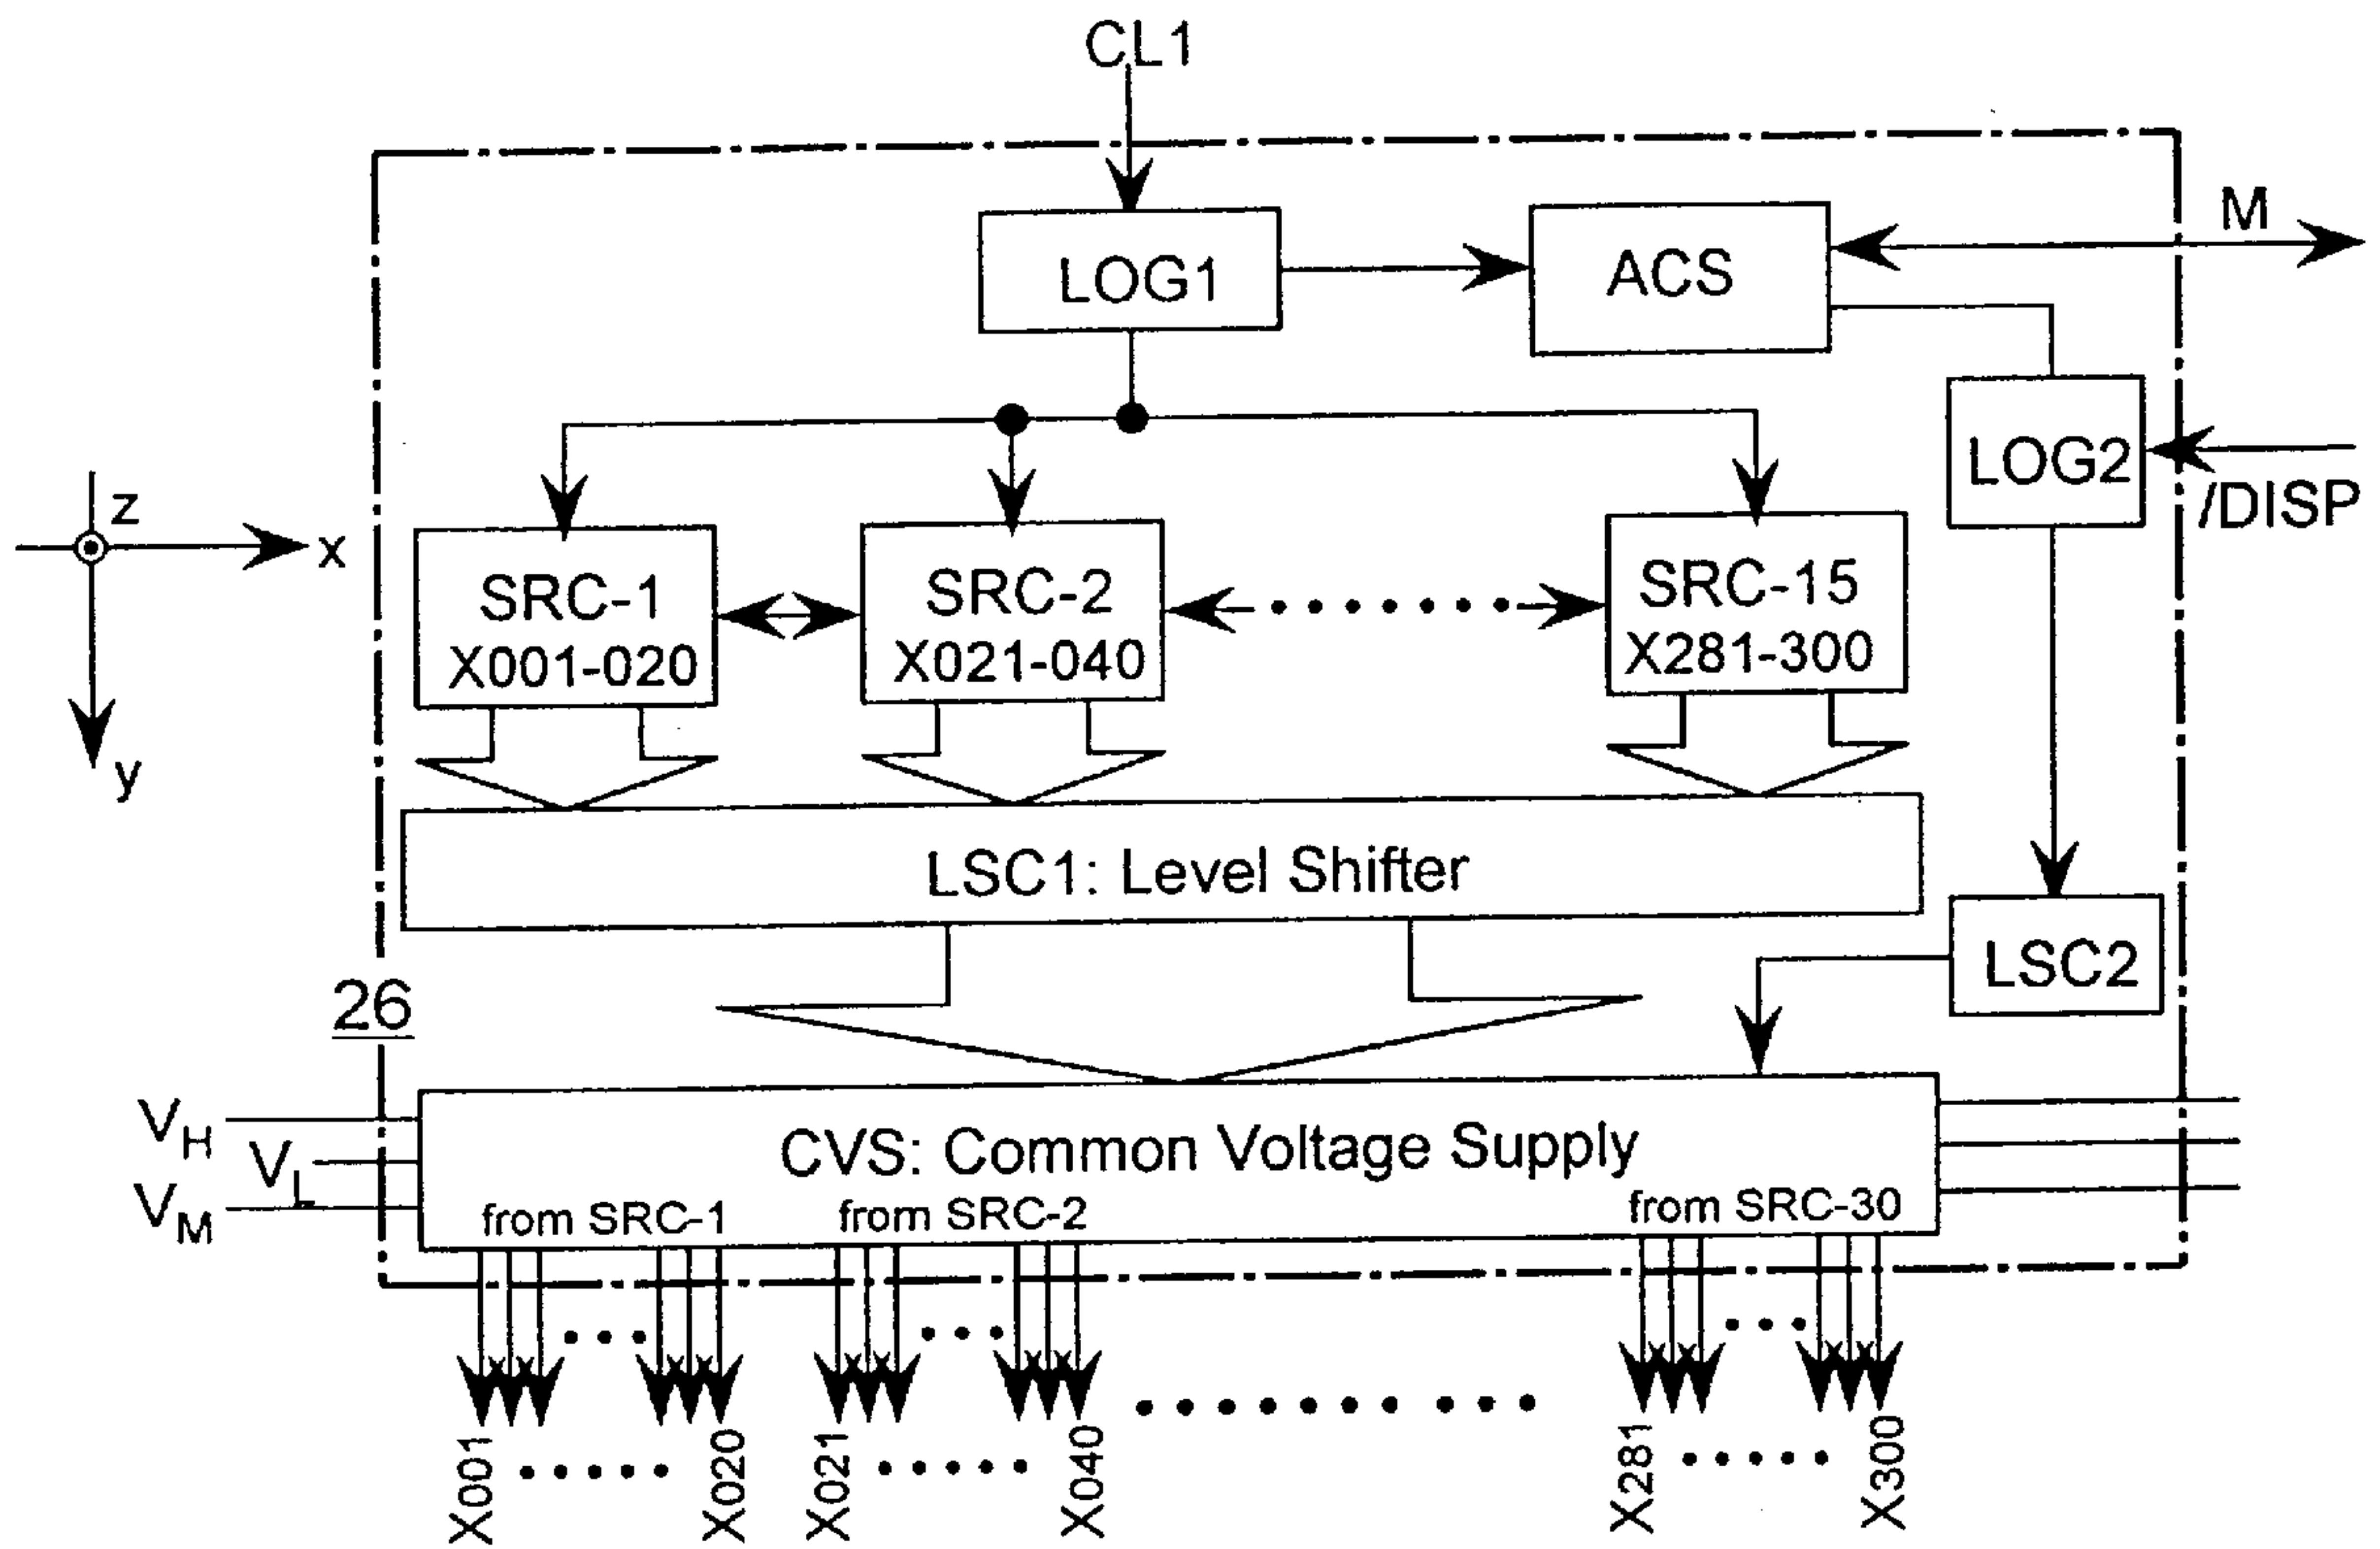 CL1
M
LOG1
ACS
LOG2
/DISP
z
x
y
SRC-1
X001-020
SRC-2
X021-040
SRC-15
X281-300
LSC1: Level Shifter
LSC2
26
VH
VL
VM
CVS: Common Voltage Supply
from SRC-1
from SRC-2
from SRC-30
X001
X020
X021
X040
X281
X300